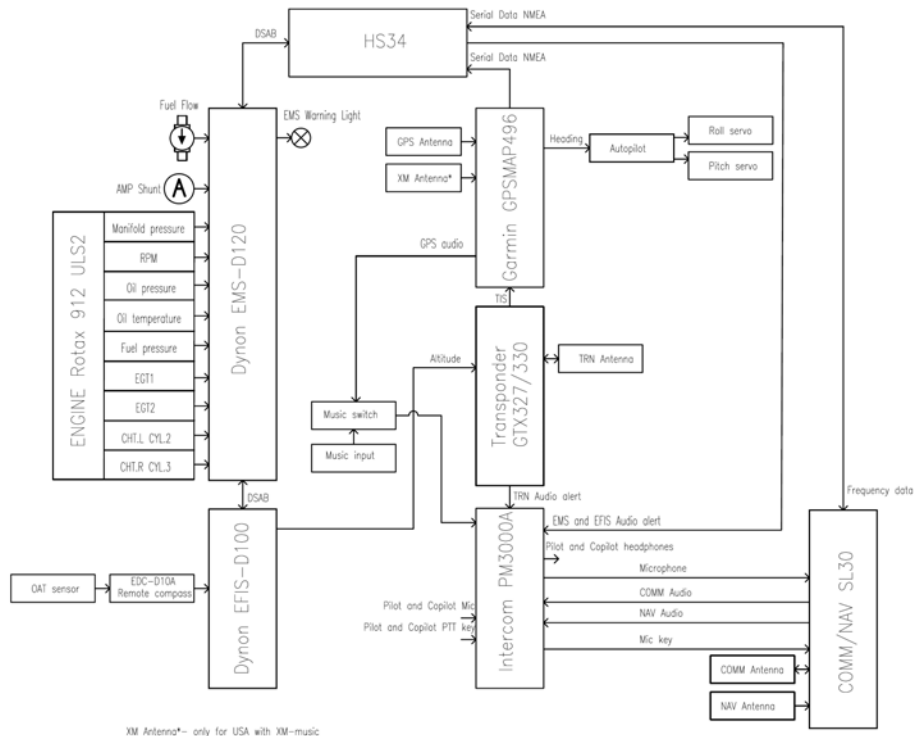 Serial Data NMEA
HS34
DSAB
Serial Data NMEA
Fuel Flow
EMS Warning Light
GPS Antenna
Heading
Autopilot
Roll servo
Pitch servo
XM Antenna*
Garmin GPSMAP496
AMP Shunt
A
ENGINE Rotax 912 ULS2
Manifold pressure
RPM
Oil pressure
Oil temperature
Fuel pressure
EGT1
EGT2
CHT.L CYL.2
CHT.R CYL.3
Dynon EMS-D120
GPS audio
TIS
Altitude
Transponder
GTX327/330
TRN Antenna
Music switch
Music input
DSAB
TRN Audio alert
Frequency data
Dynon EFIS-D100
OAT sensor
EDC-D10A
Remote compass
Intercom PM3000A
EMS and EFIS Audio alert
Pilot and Copilot headphones
Microphone
COMM Audio
Pilot and Copilot Mic
NAV Audio
Pilot and Copilot PTT key
Mic key
COMM/NAV SL30
COMM Antenna
NAV Antenna
XM Antenna*- only for USA with XM-music